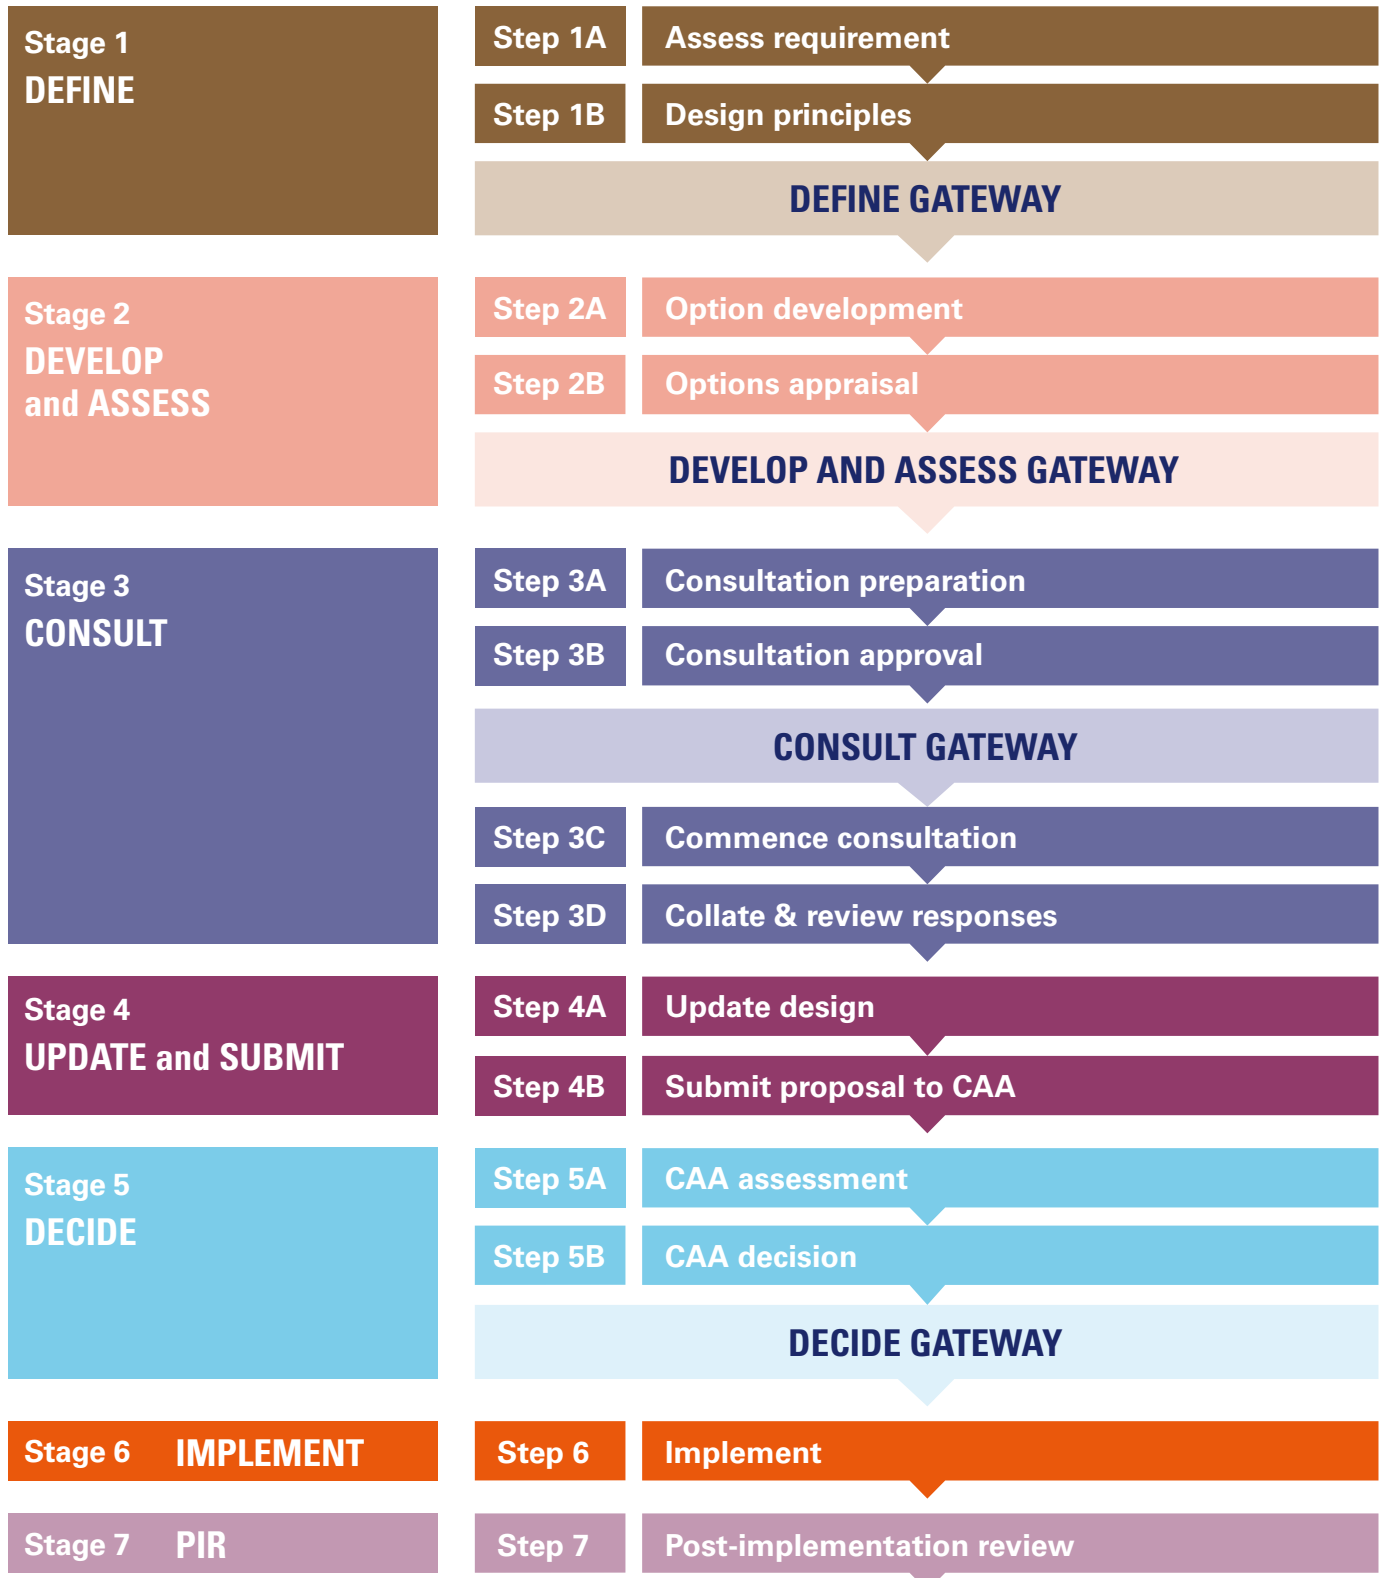 Stage 1
DEFINE
Step 1A Assess requirement
Step 1B Design principles
DEFINE GATEWAY
Stage 2
DEVELOP
and ASSESS
Step 2A Option development
Step 2B Options appraisal
DEVELOP AND ASSESS GATEWAY
Stage 3
CONSULT
Step 3A Consultation preparation
Step 3B Consultation approval
CONSULT GATEWAY
Step 3C Commence consultation
Step 3D Collate & review responses
Stage 4
UPDATE and SUBMIT
Step 4A Update design
Step 4B Submit proposal to CAA
Stage 5
DECIDE
Step 5A CAA assessment
Step 5B CAA decision
DECIDE GATEWAY
Stage 6 IMPLEMENT
Step 6 Implement
Stage 7 PIR
Step 7 Post-implementation review